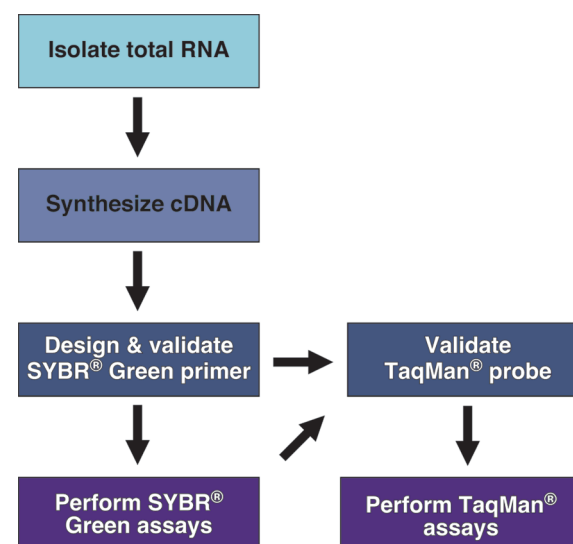 Isolate total RNA
Synthesize cDNA
Design & validate
SYBR® Green primer
Validate
TaqMan® probe
Perform SYBR®
Green assays
Perform TaqMan®
assays